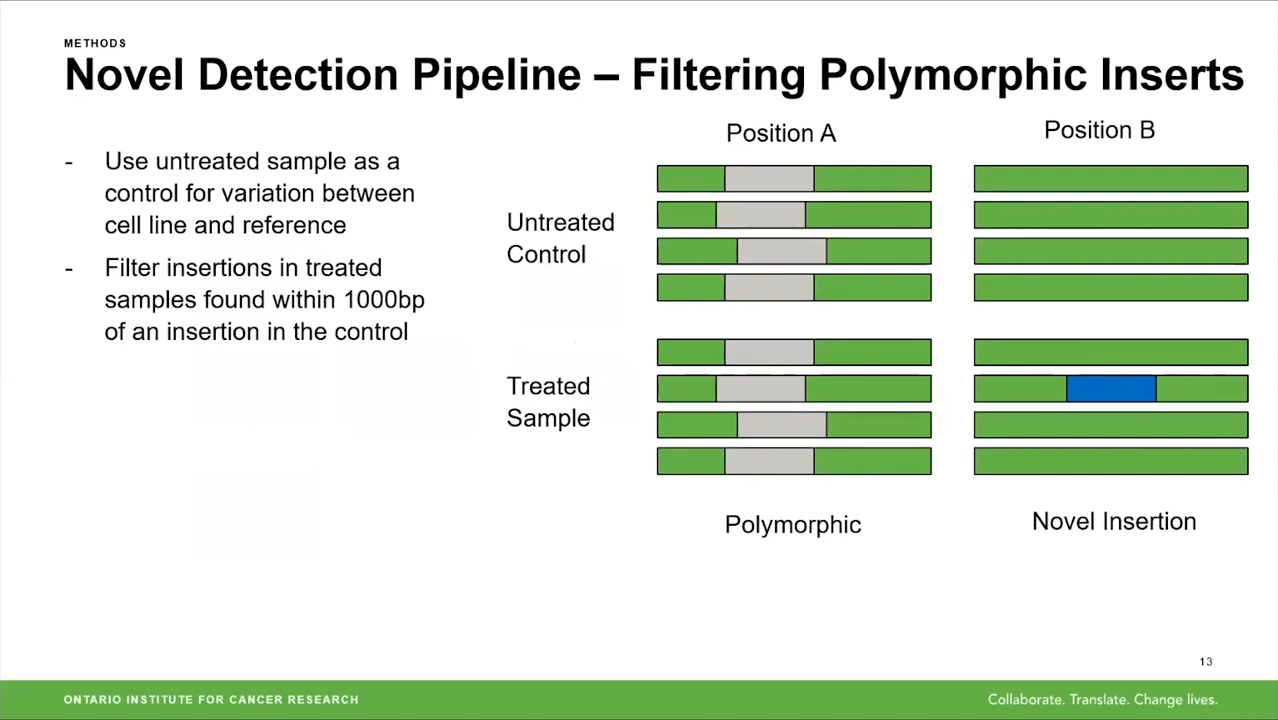 METHODS
Novel Detection Pipeline – Filtering Polymorphic Inserts
- Use untreated sample as a
control for variation between
cell line and reference
- Filter insertions in treated
samples found within 1000bp
of an insertion in the control
Position A
Position B
Untreated
Control
Treated
Sample
Polymorphic
Novel Insertion
13
ONTARIO INSTITUTE FOR CANCER RESEARCH
Collaborate. Translate. Change lives.